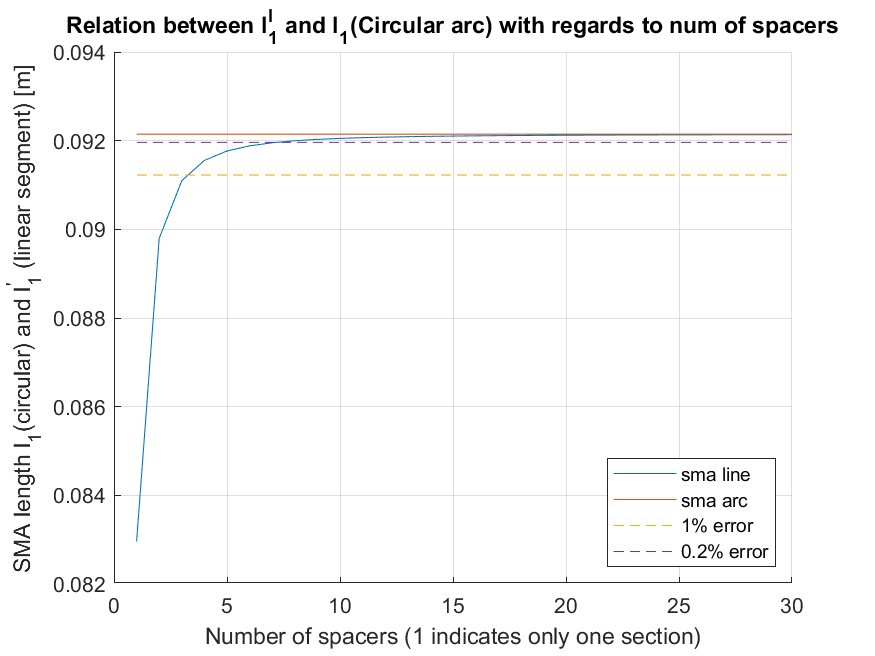 Relation between l₁ᴵ and l₁(Circular arc) with regards to num of spacers
SMA length l₁(circular) and l₁' (linear segment) [m]
0.094
0.092
0.09
0.088
0.086
0.084
0.082
0
5
10
15
20
25
30
sma line
sma arc
1% error
0.2% error
Number of spacers (1 indicates only one section)